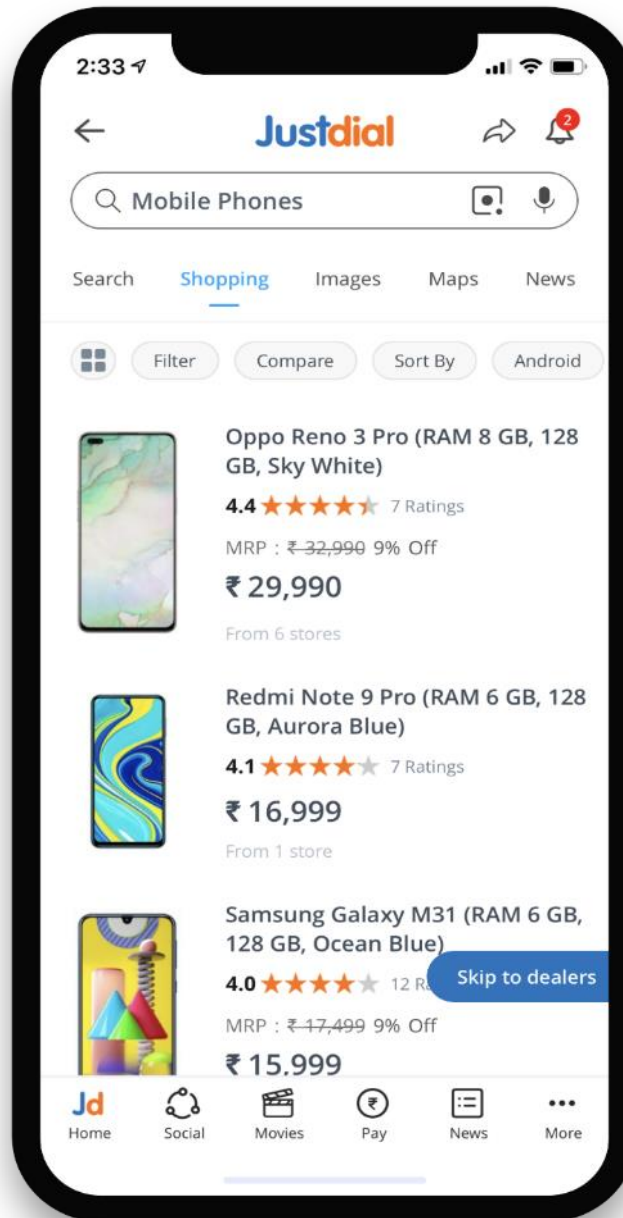 2:33
Justdial
2
Mobile Phones
Search Shopping Images Maps News
Filter Compare Sort By Android
Oppo Reno 3 Pro (RAM 8 GB, 128
GB, Sky White)
4.4 7 Ratings
MRP : ₹ 32,990 9% Off
₹ 29,990
From 6 stores
Redmi Note 9 Pro (RAM 6 GB, 128
GB, Aurora Blue)
4.1 7 Ratings
₹ 16,999
From 1 store
Samsung Galaxy M31 (RAM 6 GB,
128 GB, Ocean Blue)
4.0 12
Skip to dealers
MRP : ₹ 17,499 9% Off
₹ 15,999
Jd
Home Social Movies Pay News More